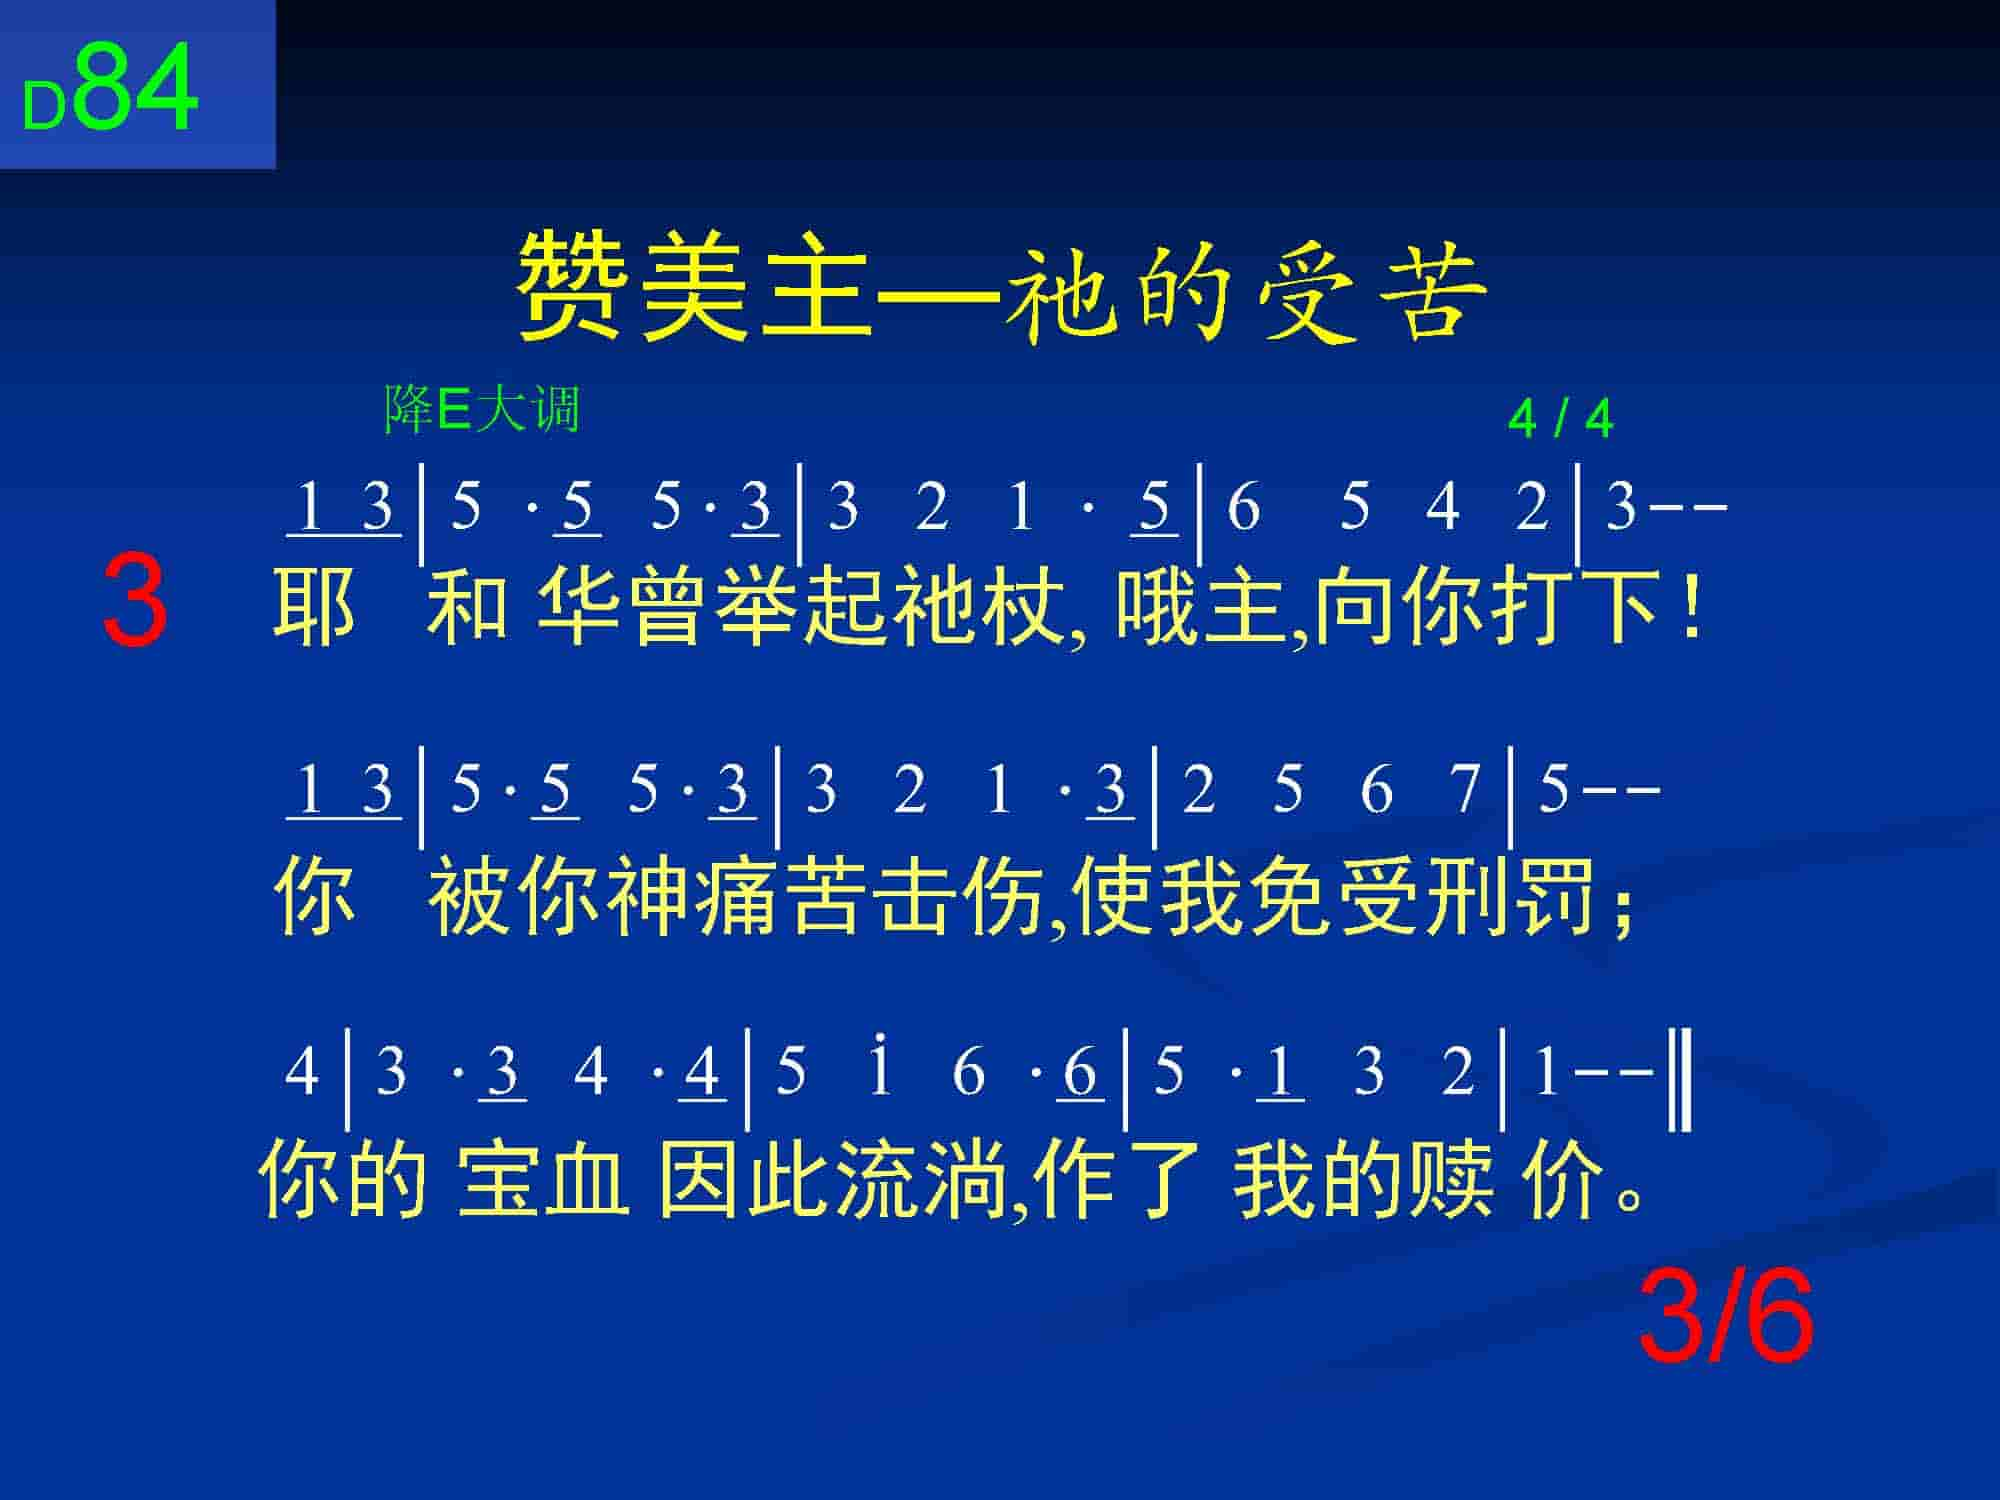 D84
赞美主—祂的受苦
降E大调 4 / 4
1 3 | 5 · 5 5 · 3 | 3 2 1 · 5 | 6 5 4 2 | 3 - -
3 耶 和 华曾举起祂杖, 哦主,向你打下！
1 3 | 5 · 5 5 · 3 | 3 2 1 · 3 | 2 5 6 7 | 5 - -
你 被你神痛苦击伤,使我免受刑罚；
4 | 3 · 3 4 · 4 | 5 i 6 · 6 | 5 · 1 3 2 | 1 - - ‖
你的 宝血 因此流淌,作了 我的赎 价。
3/6